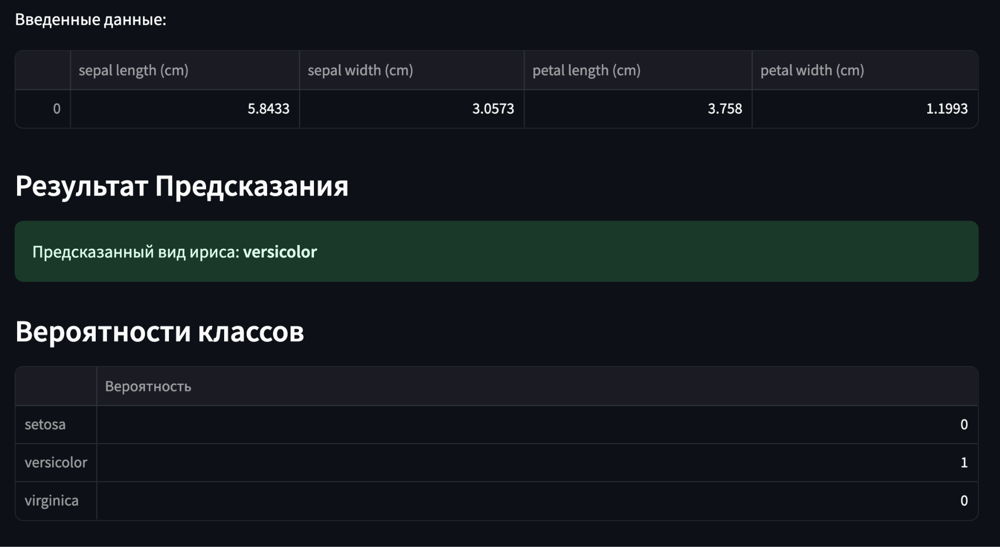 Введенные данные:
sepal length (cm) sepal width (cm) petal length (cm) petal width (cm)
0 5.8433 3.0573 3.758 1.1993
Результат Предсказания
Предсказанный вид ириса: versicolor
Вероятности классов
Вероятность
setosa 0
versicolor 1
virginica 0